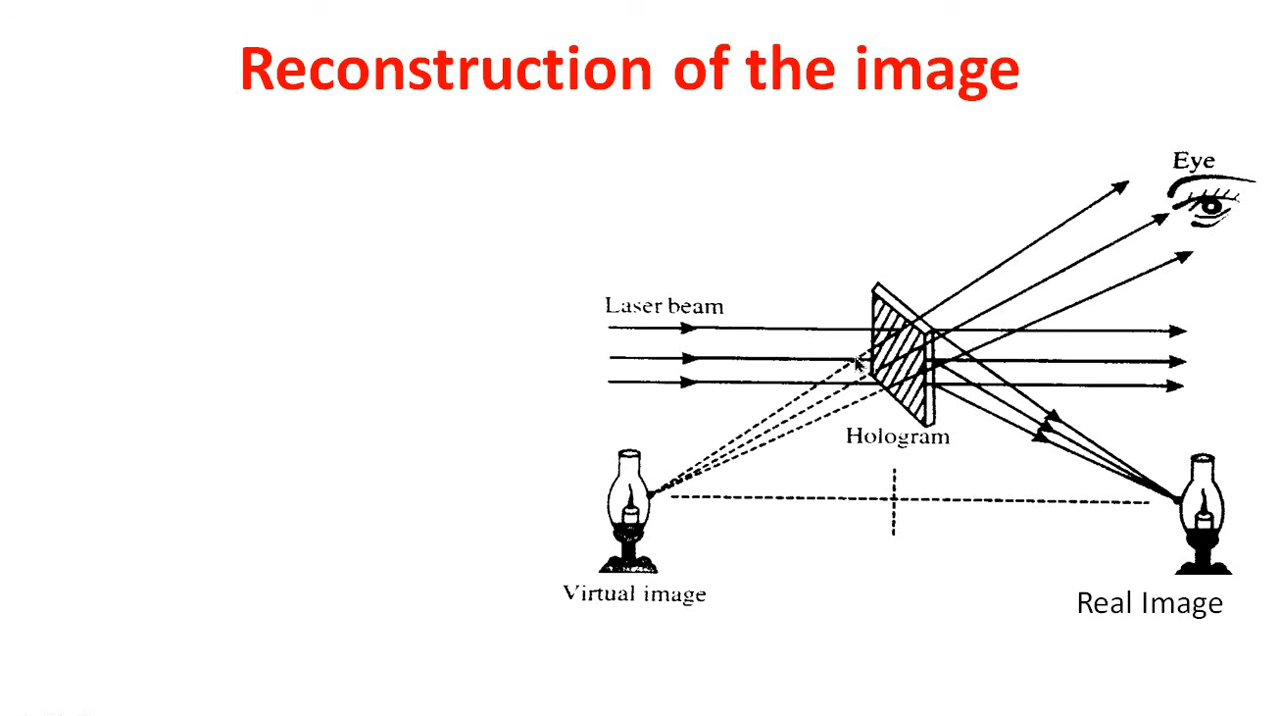 Reconstruction of the image
Eye
Laser beam
Hologram
Virtual image
Real Image